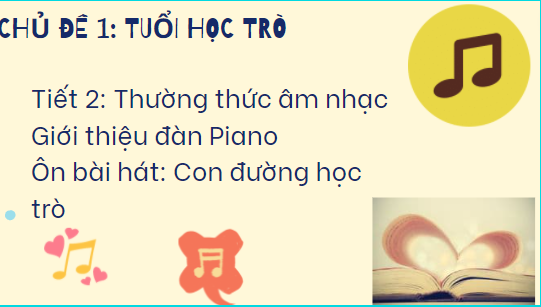 CHỦ ĐỀ 1: TUỔI HỌC TRÒ
Tiết 2: Thường thức âm nhạc
Giới thiệu đàn Piano
Ôn bài hát: Con đường học
trò